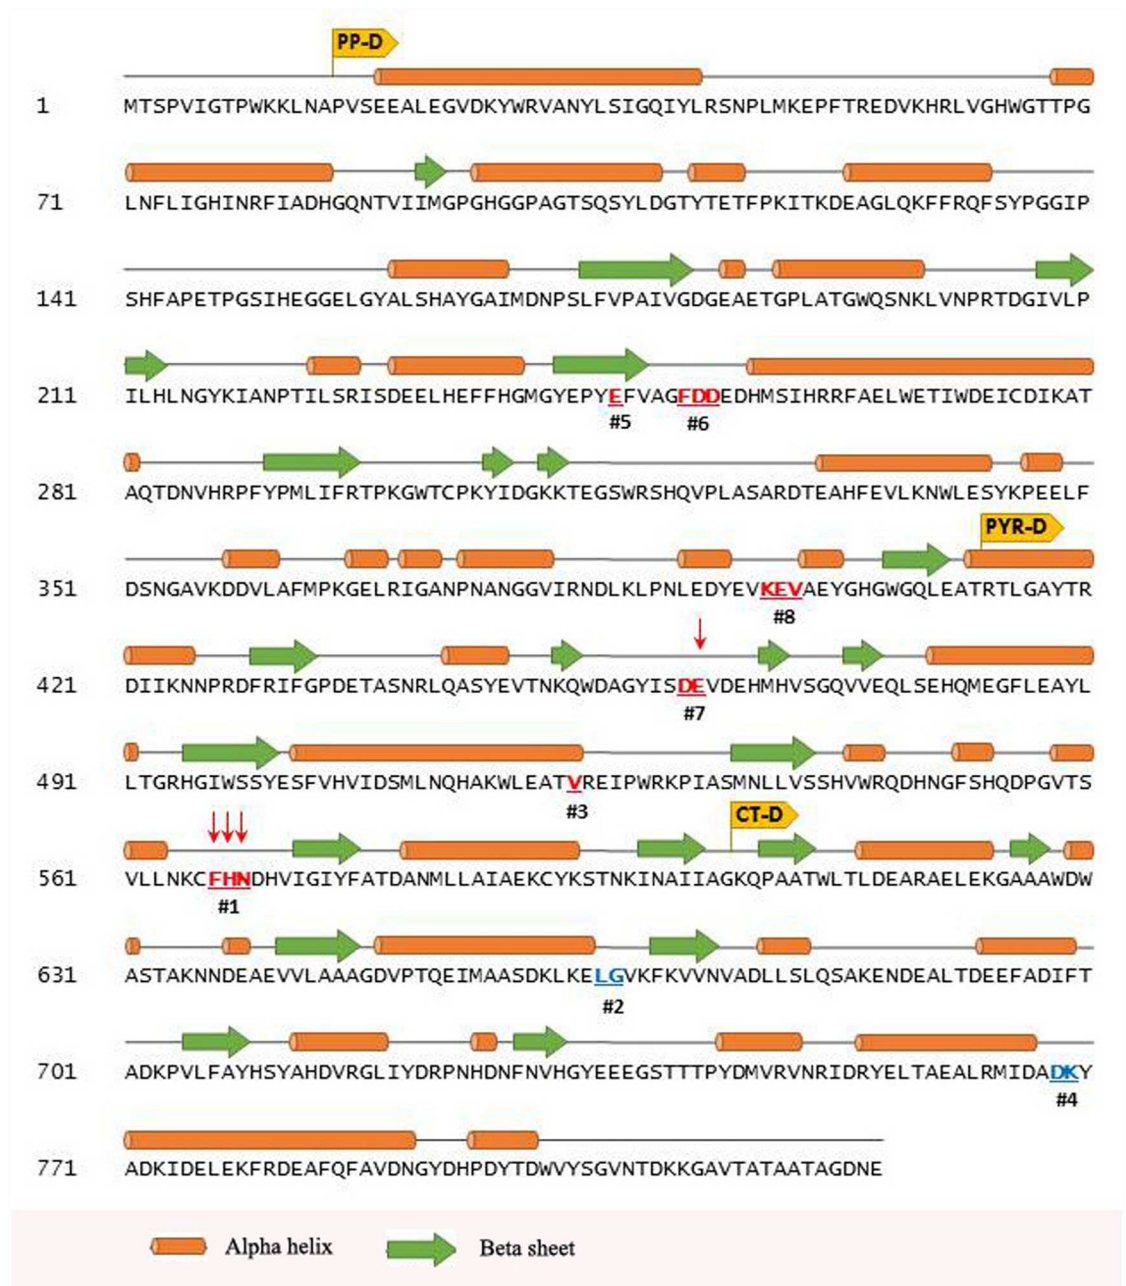 PP-D
1 MTSPVIGTPWKKLNAPVSEEALEGVDKYWRVANYLSIGQIYLRSNPLMKEPFTREDVKHRLVGHWGTTPG
71 LNFLIGHINRFIADHGQNTVIIMGPGHGGPAGTSQSYLDGTYTETFPKITKDEAGLQKFFRQFSYPGGIP
141 SHFAPETPGSIHEGGELGYALSHAYGAIMDNPSLFVPAIVGDGEAETGPLATGWQSNKLVNPRTDGIVLP
211 ILHLNGYKIANPTILSRISDEELHEFFHGMGYEPYEFVAGFDDEDHMSIHRRFAELWETIWDEICDIKAT
#5 #6
281 AQTDNVHRPFYPMLIFRTPKGWTCPKYIDGKKTEGSWRSHQVPLASARDTEAHFEVLKNWLESYKPEELF
PYR-D
351 DSNGAVKDDVLAFMPKGELRIGANPNANGGVIRNDLKLPNLEDYEVKEVAEYGHGWGQLEATRTLGAYTR
#8
421 DIIKNNPRDFRIFGPDETASNRLQASYEVTNKQWDAGYISDEVDEHMHVSGQVVEQLSEHQMEGFLEAYL
#7
491 LTGRHGIWSSYESFVHVIDSMLNQHAKWLEATVREIPWRKPIASMNLLVSSHVWRQDHNGFSHQDPGVTS
#3
CT-D
561 VLLNKCFHNDHVIGIYFATDANMLLAIAEKCYKSTNKINAIIAGKQPAATWLTLDEARAELEKGAAAWDW
#1
631 ASTAKNNDEAEVVLAAAGDVPTQEIMAASDKLKELGVKFKVVNVADLLSLQSAKENDEALTDEEFADIFT
#2
701 ADKPVLFAYHSYAHDVRGLIYDRPNHDNFNVHGYEEEGSTTTPYDMVRVNRIDRYELTAEALRMIDADKY
#4
771 ADKIDELEKFRDEAFQFAVDNGYDHPDYTDWVYSGVNTDKKGAVTATAATAGDNE
Alpha helix Beta sheet